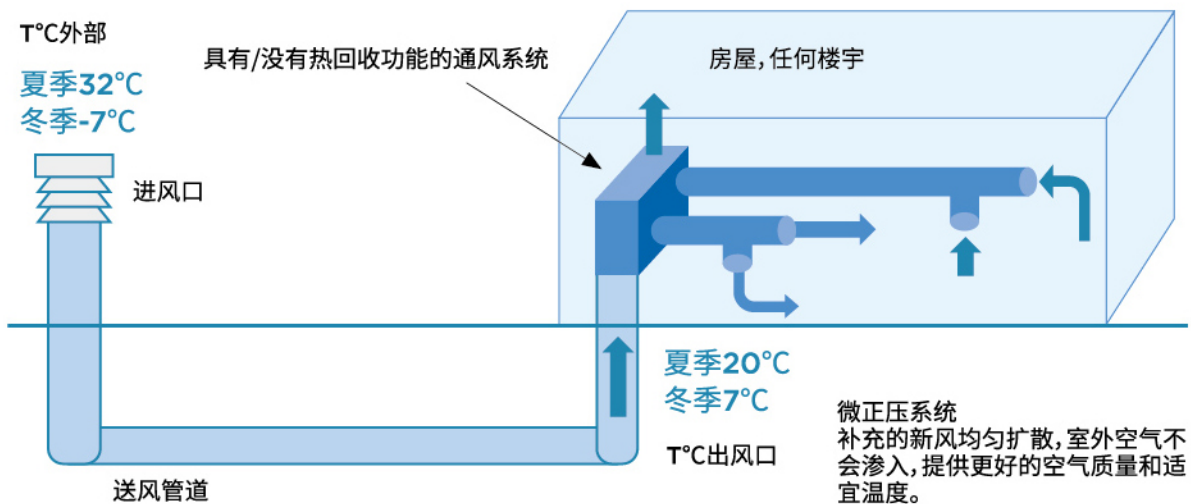 T°C外部
夏季32°C
冬季-7°C
进风口
具有/没有热回收功能的通风系统
房屋,任何楼宇
夏季20°C
冬季7°C
T°C出风口
送风管道
微正压系统
补充的新风均匀扩散,室外空气不
会渗入,提供更好的空气质量和适
宜温度。